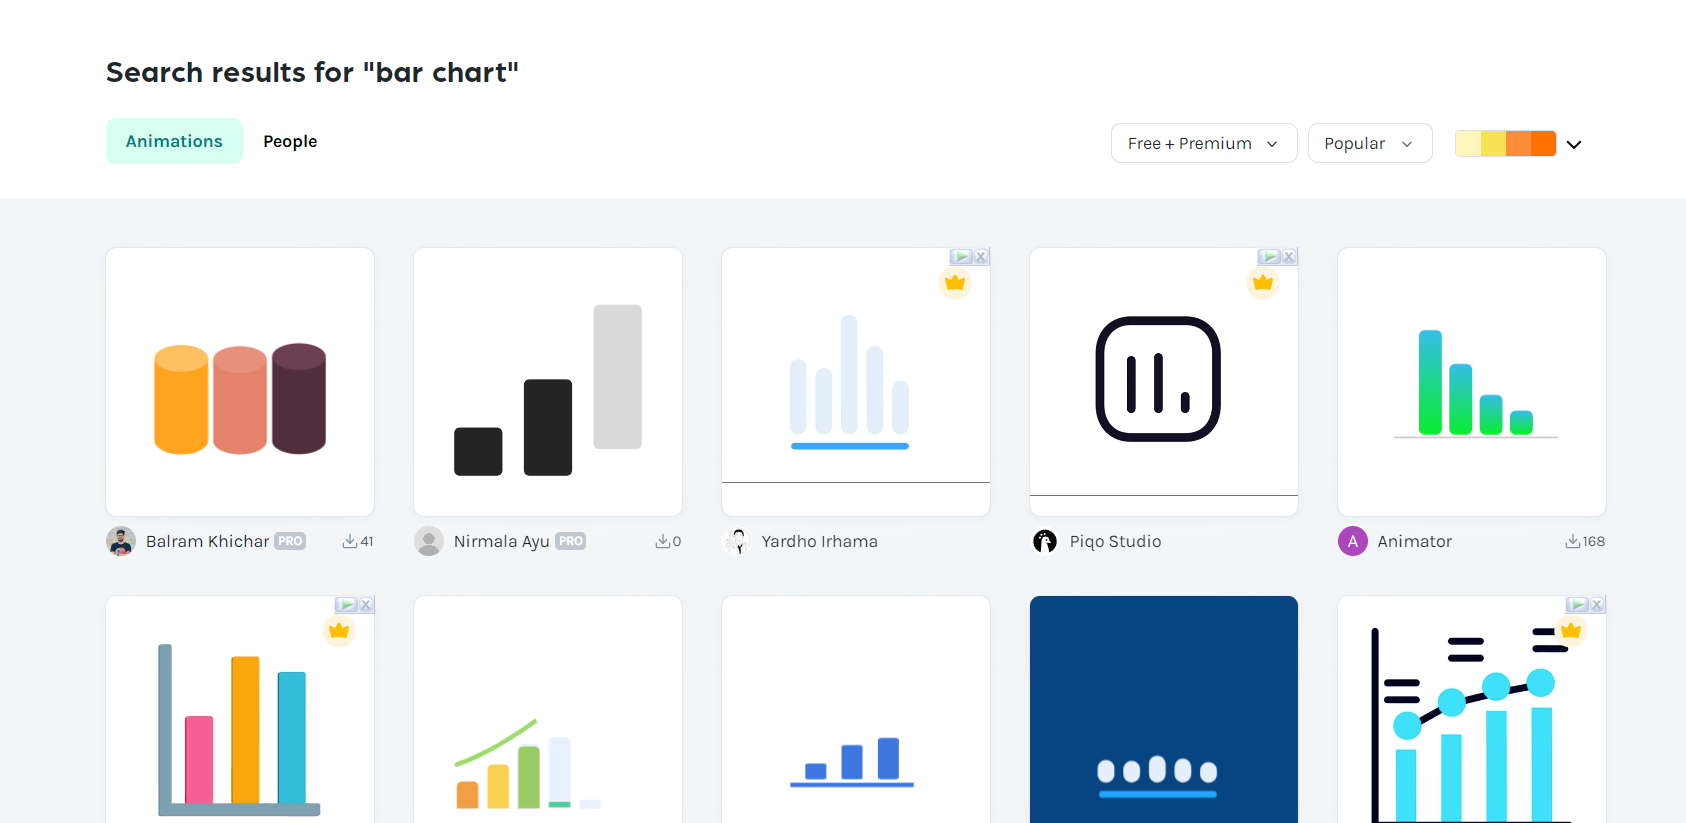 Search results for "bar chart"
Animations People
Free + Premium Popular
Balram Khichar PRO 41
Nirmala Ayu PRO 0
Yardho Irhama
Piqo Studio
A Animator 168